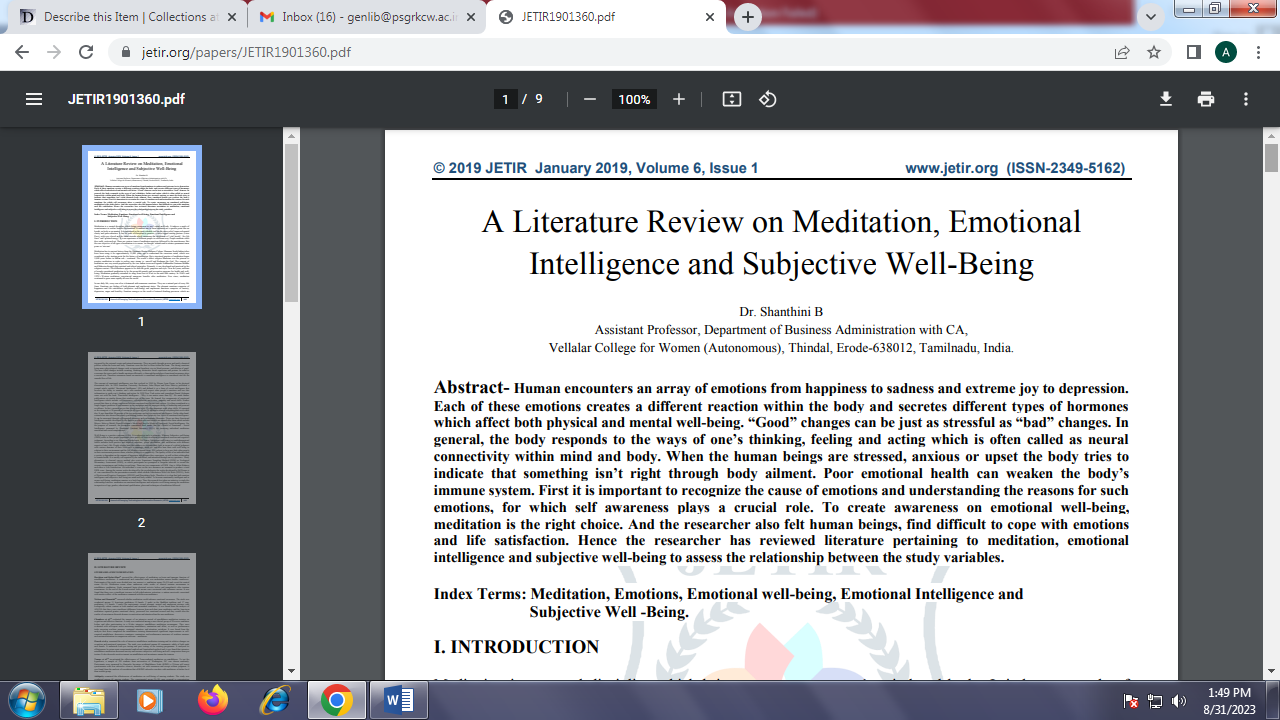 Describe this Item | Collections at
Inbox (16) - genlib@psgrkcw.ac.i
JETIR1901360.pdf
jetir.org/papers/JETIR1901360.pdf
A
JETIR1901360.pdf
1 / 9
100%
1
2
© 2019 JETIR January 2019, Volume 6, Issue 1 www.jetir.org (ISSN-2349-5162)
A Literature Review on Meditation, Emotional
Intelligence and Subjective Well-Being
Dr. Shanthini B
Assistant Professor, Department of Business Administration with CA,
Vellalar College for Women (Autonomous), Thindal, Erode-638012, Tamilnadu, India.
Abstract- Human encounters an array of emotions from happiness to sadness and extreme joy to depression.
Each of these emotions creates a different reaction within the body and secretes different types of hormones
which affect both physical and mental well-being. “Good” changes can be just as stressful as “bad” changes. In
general, the body responds to the ways of one’s thinking, feeling and acting which is often called as neural
connectivity within mind and body. When the human beings are stressed, anxious or upset the body tries to
indicate that something isn’t right through body ailment. Poor emotional health can weaken the body’s
immune system. First it is important to recognize the cause of emotions and understanding the reasons for such
emotions, for which self awareness plays a crucial role. To create awareness on emotional well-being,
meditation is the right choice. And the researcher also felt human beings, find difficult to cope with emotions
and life satisfaction. Hence the researcher has reviewed literature pertaining to meditation, emotional
intelligence and subjective well-being to assess the relationship between the study variables.
Index Terms: Meditation, Emotions, Emotional well-being, Emotional Intelligence and
Subjective Well -Being.
I. INTRODUCTION
1:49 PM
8/31/2023